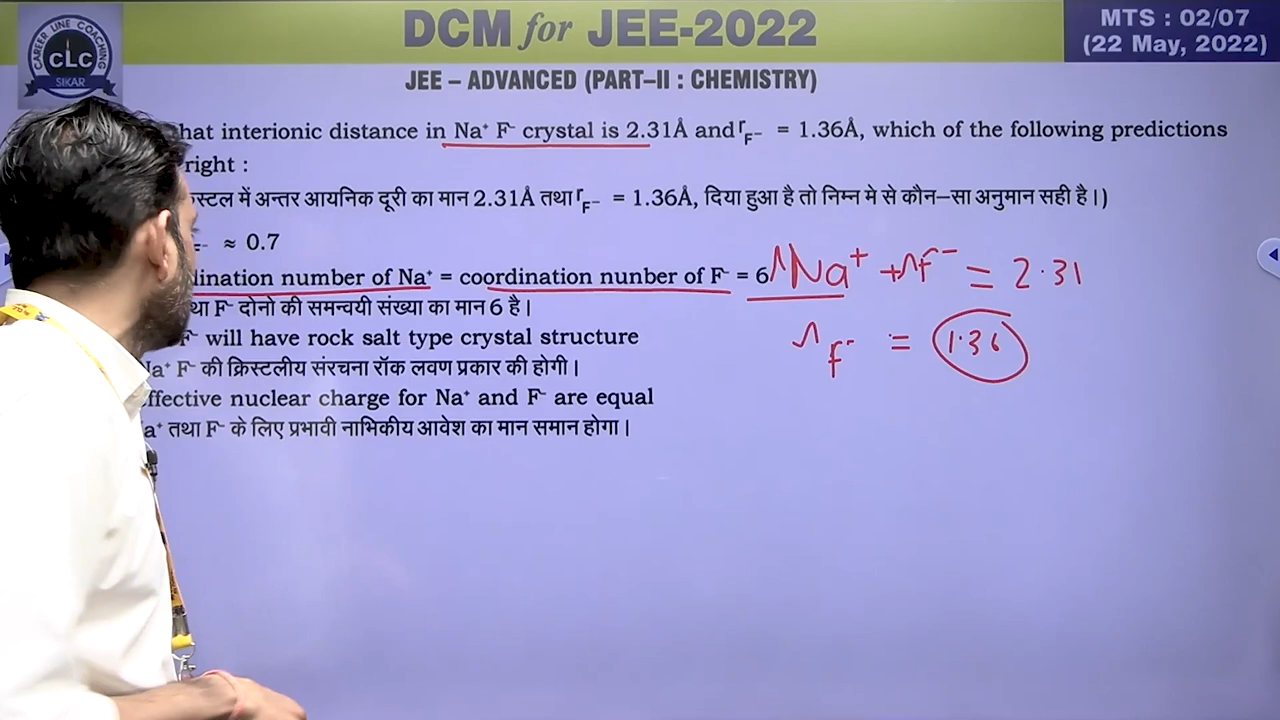 CAREER LINE COACHING
CLC
SIKAR
DCM for JEE-2022
MTS : 02/07
(22 May, 2022)
JEE – ADVANCED (PART–II : CHEMISTRY)
hat interionic distance in Na⁺ F⁻ crystal is 2.31Å and r_F⁻ = 1.36Å, which of the following predictions
right :
स्टल में अन्तर आयनिक दूरी का मान 2.31Å तथा r_F⁻ = 1.36Å, दिया हुआ है तो निम्न मे से कौन–सा अनुमान सही है।)
≈ 0.7
dination number of Na⁺ = coordination nunber of F⁻ = 6
था F⁻ दोनो की समन्वयी संख्या का मान 6 है।
F⁻ will have rock salt type crystal structure
Na⁺ F⁻ की क्रिस्टलीय संरचना रॉक लवण प्रकार की होगी।
ffective nuclear charge for Na⁺ and F⁻ are equal
a⁺ तथा F⁻ के लिए प्रभावी नाभिकीय आवेश का मान समान होगा।
r Na⁺ + r F⁻ = 2.31
r F⁻ = 1.36